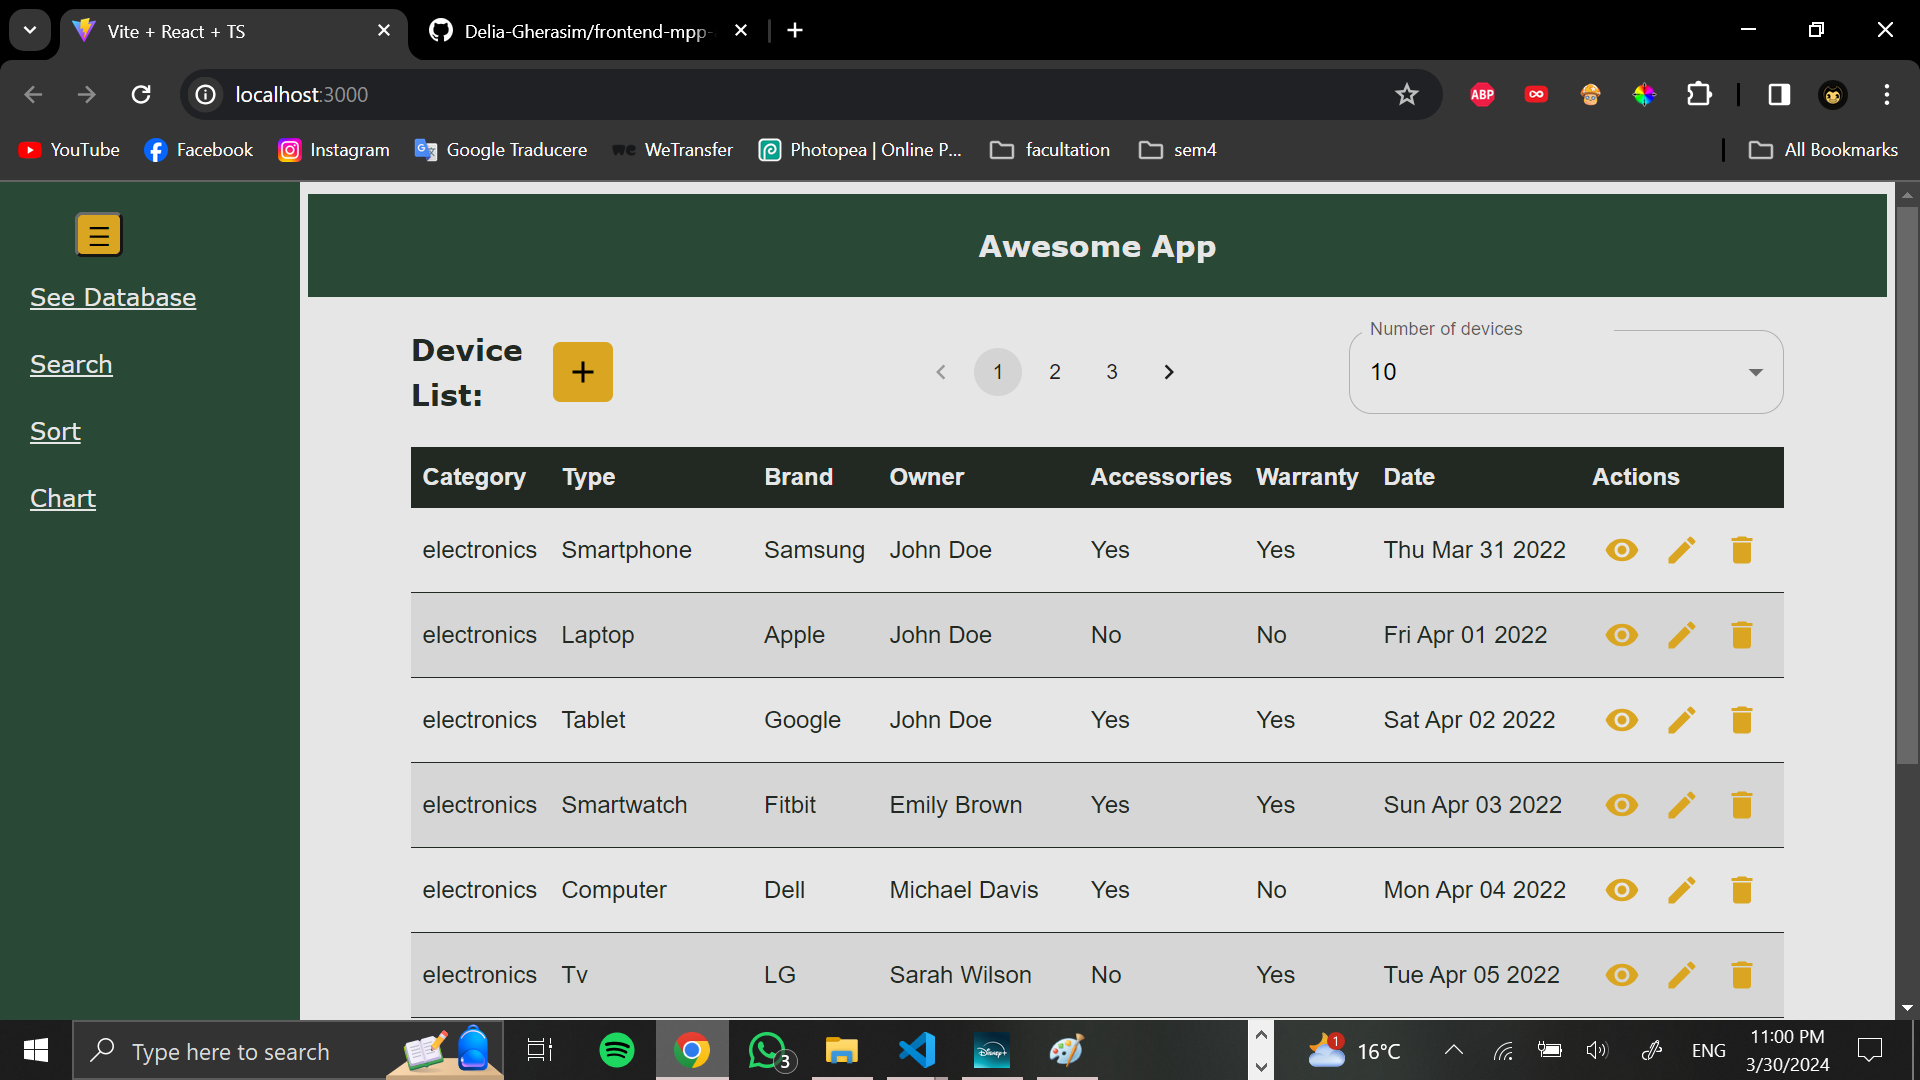 Vite + React + TS
Delia-Gherasim/frontend-mpp-
localhost:3000
ABP
YouTube
Facebook
Instagram
Google Traducere
WeTransfer
Photopea | Online P...
facultation
sem4
All Bookmarks
Awesome App
See Database
Search
Sort
Chart
Device
List:
+
1 2 3
Number of devices
10
Category Type Brand Owner Accessories Warranty Date Actions
electronics Smartphone Samsung John Doe Yes Yes Thu Mar 31 2022
electronics Laptop Apple John Doe No No Fri Apr 01 2022
electronics Tablet Google John Doe Yes Yes Sat Apr 02 2022
electronics Smartwatch Fitbit Emily Brown Yes Yes Sun Apr 03 2022
electronics Computer Dell Michael Davis Yes No Mon Apr 04 2022
electronics Tv LG Sarah Wilson No Yes Tue Apr 05 2022
Type here to search
3
Disney+
1
16°C
ENG
11:00 PM
3/30/2024